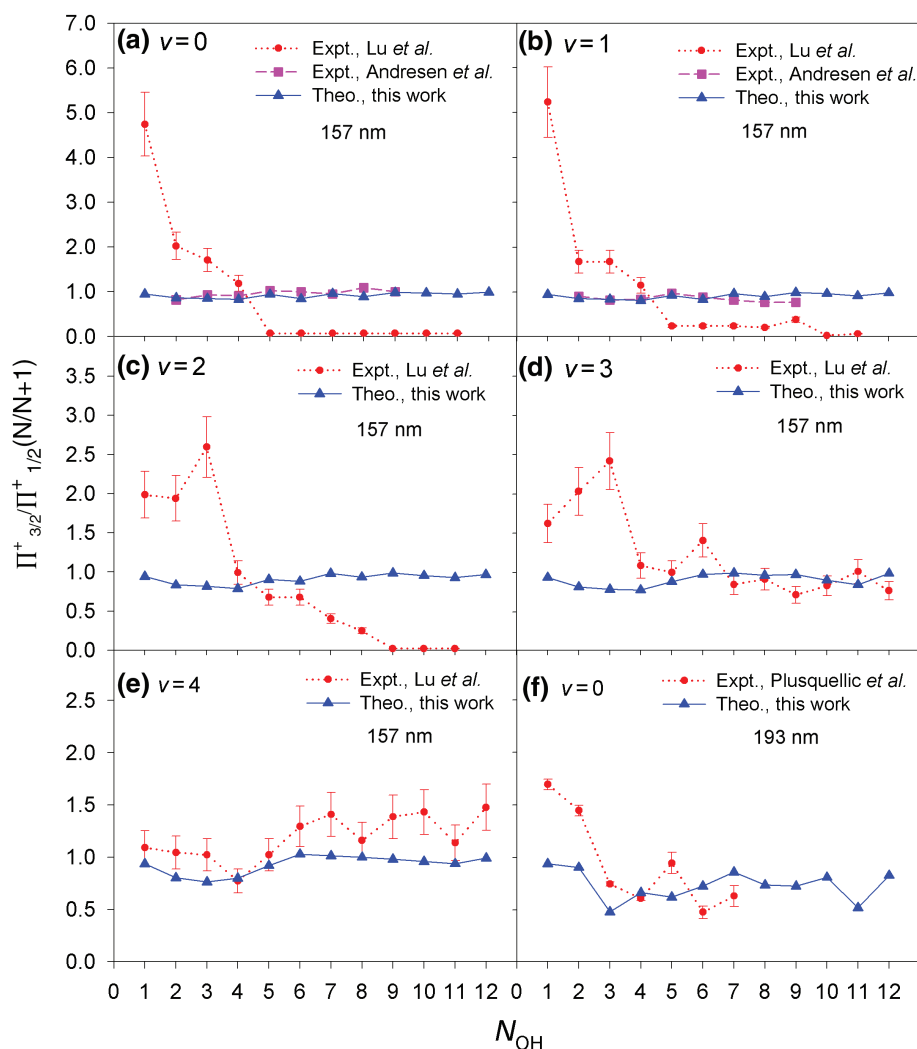 (a) v=0
Expt., Lu et al.
Expt., Andresen et al.
Theo., this work
157 nm
(b) v=1
Expt., Lu et al.
Expt., Andresen et al.
Theo., this work
157 nm
7.0
6.0
5.0
4.0
3.0
2.0
1.0
0.0
(c) v=2
Expt., Lu et al.
Theo., this work
157 nm
(d) v=3
Expt., Lu et al.
Theo., this work
157 nm
3.5
3.0
2.5
2.0
1.5
1.0
0.5
0.0
Π⁺3/2/Π⁺1/2(N/N+1)
(e) v=4
Expt., Lu et al.
Theo., this work
157 nm
(f) v=0
Expt., Plusquellic et al.
Theo., this work
193 nm
2.5
2.0
1.5
1.0
0.5
0.0
0 1 2 3 4 5 6 7 8 9 10 11 12 0 1 2 3 4 5 6 7 8 9 10 11 12
N_OH